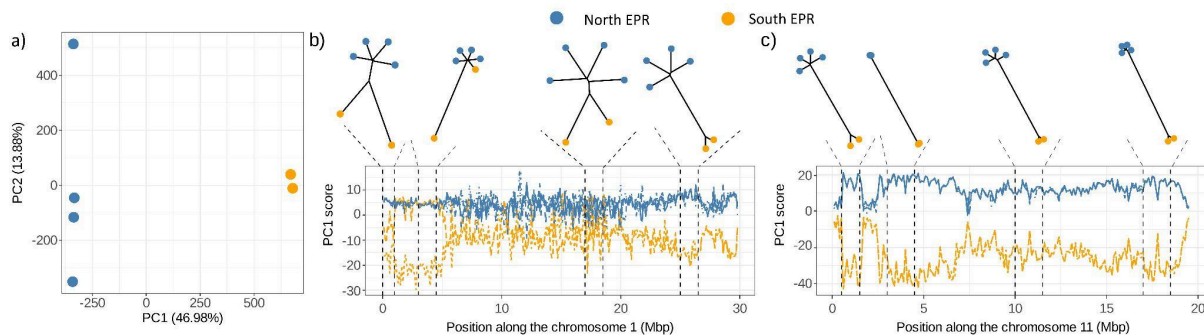 North EPR
South EPR
a)
b)
c)
PC2 (13.88%)
400
200
0
-200
-250
0
250
500
PC1 (46.98%)
PC1 score
10
0
-10
-20
-30
0
10
20
30
Position along the chromosome 1 (Mbp)
PC1 score
20
0
-20
-40
0
5
10
15
20
Position along the chromosome 11 (Mbp)